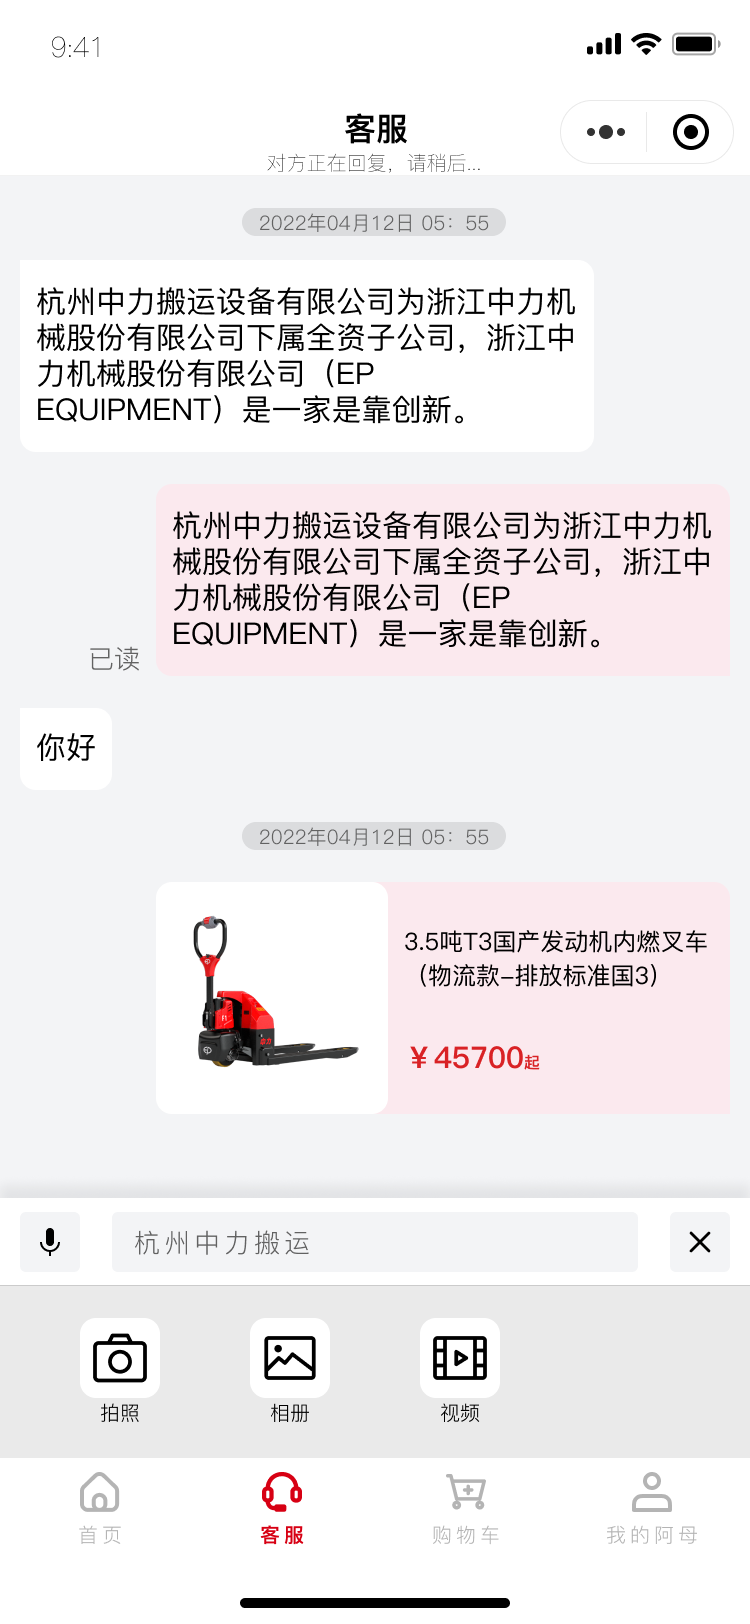 9:41
客服
对方正在回复，请稍后...
2022年04月12日 05：55
杭州中力搬运设备有限公司为浙江中力机
械股份有限公司下属全资子公司，浙江中
力机械股份有限公司（EP
EQUIPMENT）是一家是靠创新。
杭州中力搬运设备有限公司为浙江中力机
械股份有限公司下属全资子公司，浙江中
力机械股份有限公司（EP
EQUIPMENT）是一家是靠创新。
已读
你好
2022年04月12日 05：55
3.5吨T3国产发动机内燃叉车
（物流款–排放标准国3）
¥ 45700起
杭州中力搬运
拍照
相册
视频
首页
客服
购物车
我的阿母